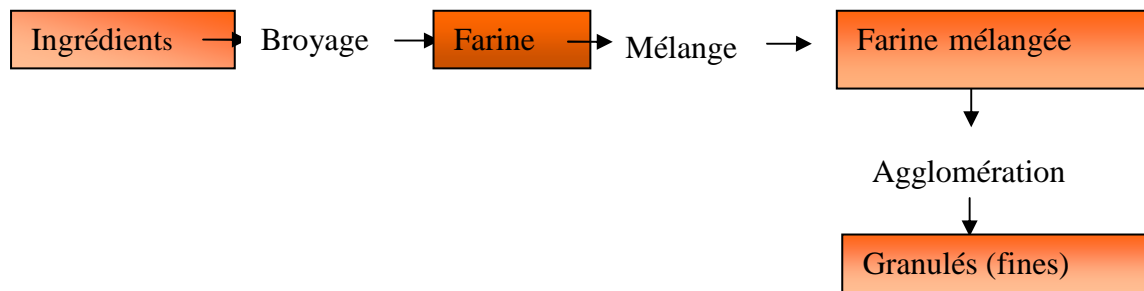 Ingrédients
Broyage
Farine
Mélange
Farine mélangée
Agglomération
Granulés (fines)